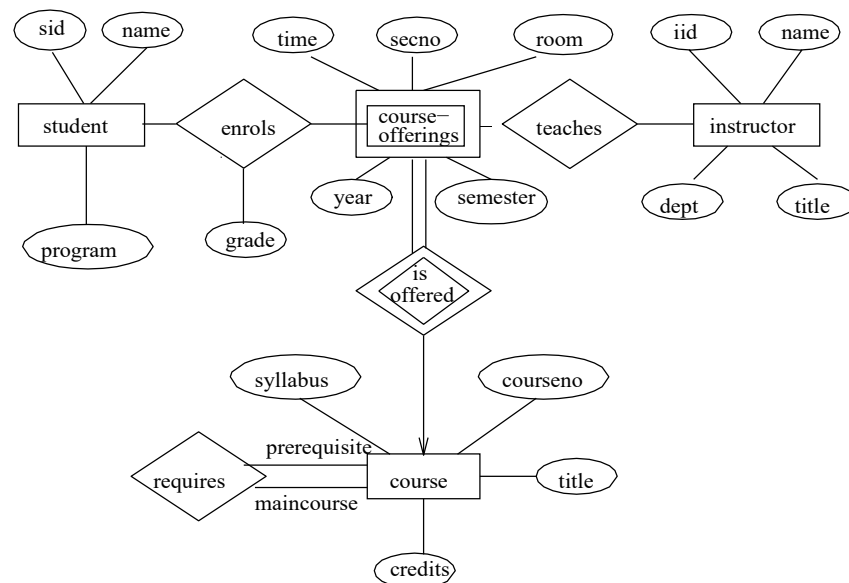 sid
name
time
secno
room
iid
name
student
enrols
course−
offerings
teaches
instructor
year
semester
program
grade
dept
title
is
offered
syllabus
courseno
prerequisite
requires
course
title
maincourse
credits